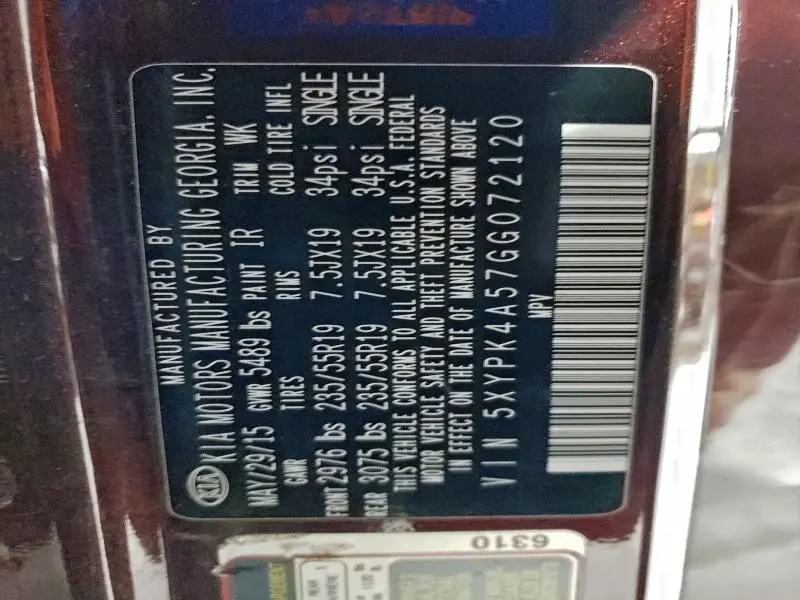 MANUFACTURED BY
KIA KIA MOTORS MANUFACTURING GEORGIA, INC.
MAY/29/15 GVWR 5489 lbs PAINT IR TRIM WK
GAWR TIRES RIMS COLD TIRE INFL
FRONT 2976 lbs 235/55R19 7.5JX19 34psi SINGLE
REAR 3075 lbs 235/55R19 7.5JX19 34psi SINGLE
THIS VEHICLE CONFORMS TO ALL APPLICABLE U.S.A. FEDERAL
MOTOR VEHICLE SAFETY AND THEFT PREVENTION STANDARDS
IN EFFECT ON THE DATE OF MANUFACTURE SHOWN ABOVE
VIN 5XYPK4A57GG072120
MPV
6310
REAR